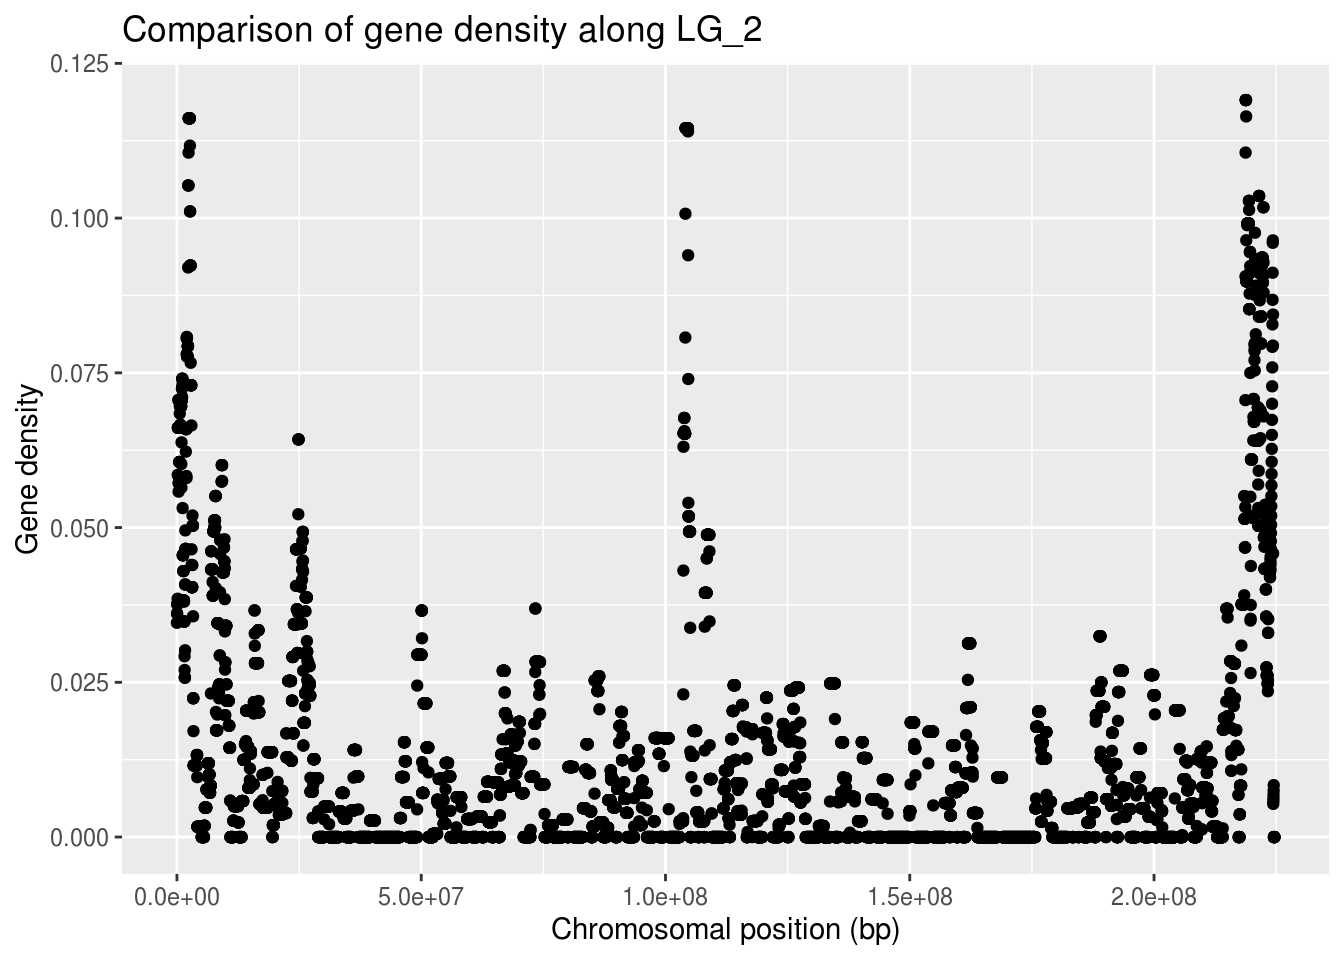 Comparison of gene density along LG_2
Gene density
0.125
0.100
0.075
0.050
0.025
0.000
0.0e+00
5.0e+07
1.0e+08
1.5e+08
2.0e+08
Chromosomal position (bp)